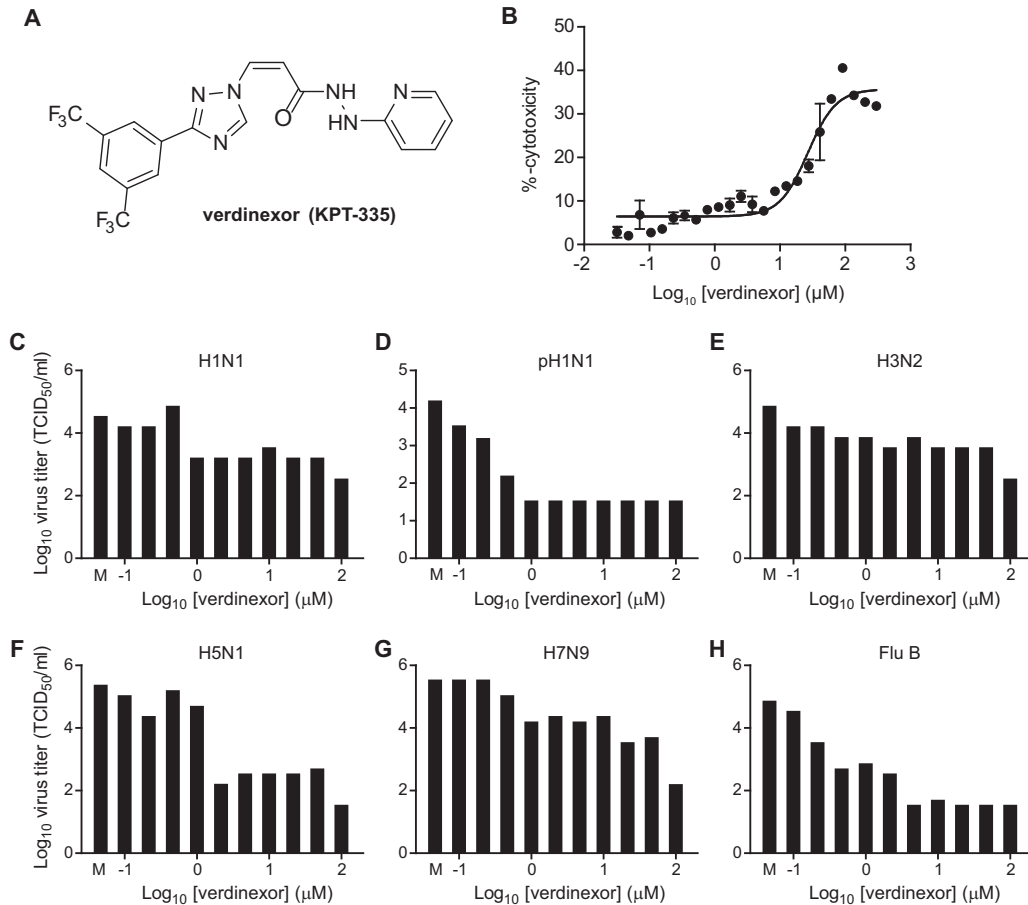 A
F₃C
F₃C
N
N
N
O
NH
HN
N
verdinexor (KPT-335)
B
%-cytotoxicity
50
40
30
20
10
0
-2 -1 0 1 2 3
Log₁₀ [verdinexor] (µM)
C
H1N1
Log₁₀ virus titer (TCID₅₀/ml)
6
4
2
0
M -1 0 1 2
Log₁₀ [verdinexor] (μM)
D
pH1N1
5
4
3
2
1
0
M -1 0 1 2
Log₁₀ [verdinexor] (μM)
E
H3N2
6
4
2
0
M -1 0 1 2
Log₁₀ [verdinexor] (μM)
F
H5N1
Log₁₀ virus titer (TCID₅₀/ml)
6
4
2
0
M -1 0 1 2
Log₁₀ [verdinexor] (μM)
G
H7N9
6
4
2
0
M -1 0 1 2
Log₁₀ [verdinexor] (μM)
H
Flu B
6
4
2
0
M -1 0 1 2
Log₁₀ [verdinexor] (μM)